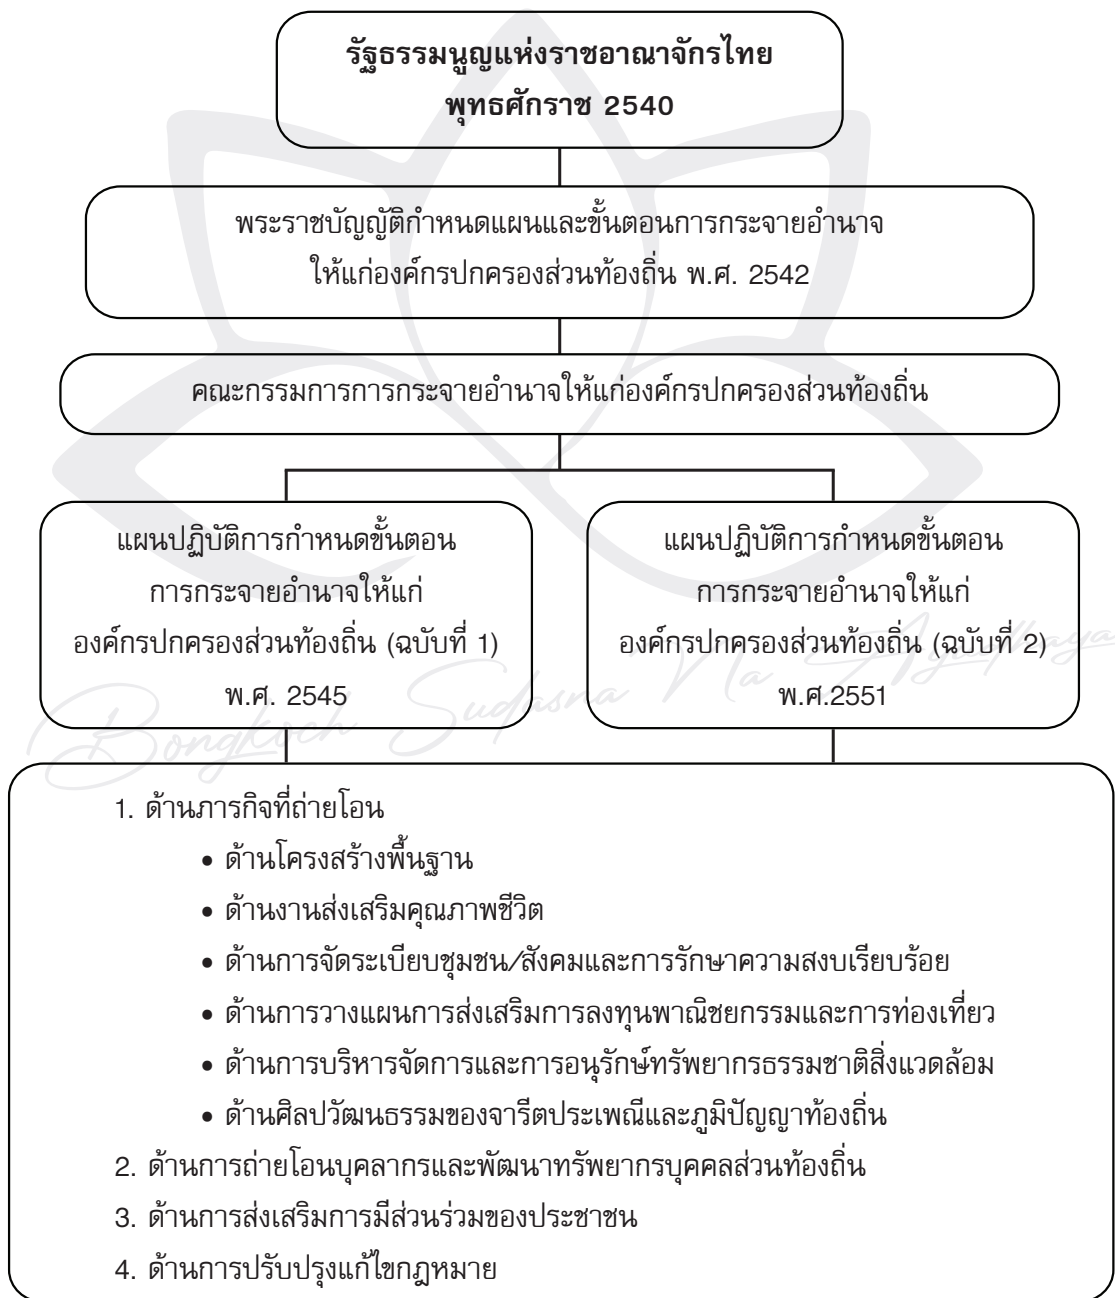 รัฐธรรมนูญแห่งราชอาณาจักรไทย
พุทธศักราช 2540
พระราชบัญญัติกำหนดแผนและขั้นตอนการกระจายอำนาจ
ให้แก่องค์กรปกครองส่วนท้องถิ่น พ.ศ. 2542
คณะกรรมการการกระจายอำนาจให้แก่องค์กรปกครองส่วนท้องถิ่น
แผนปฏิบัติการกำหนดขั้นตอน
การกระจายอำนาจให้แก่
องค์กรปกครองส่วนท้องถิ่น (ฉบับที่ 1)
พ.ศ. 2545
แผนปฏิบัติการกำหนดขั้นตอน
การกระจายอำนาจให้แก่
องค์กรปกครองส่วนท้องถิ่น (ฉบับที่ 2)
พ.ศ.2551
Bongkoch Sudasna Na Ayudhaya
1. ด้านภารกิจที่ถ่ายโอน
• ด้านโครงสร้างพื้นฐาน
• ด้านงานส่งเสริมคุณภาพชีวิต
• ด้านการจัดระเบียบชุมชน/สังคมและการรักษาความสงบเรียบร้อย
• ด้านการวางแผนการส่งเสริมการลงทุนพาณิชยกรรมและการท่องเที่ยว
• ด้านการบริหารจัดการและการอนุรักษ์ทรัพยากรธรรมชาติสิ่งแวดล้อม
• ด้านศิลปวัฒนธรรมของจารีตประเพณีและภูมิปัญญาท้องถิ่น
2. ด้านการถ่ายโอนบุคลากรและพัฒนาทรัพยากรบุคคลส่วนท้องถิ่น
3. ด้านการส่งเสริมการมีส่วนร่วมของประชาชน
4. ด้านการปรับปรุงแก้ไขกฎหมาย